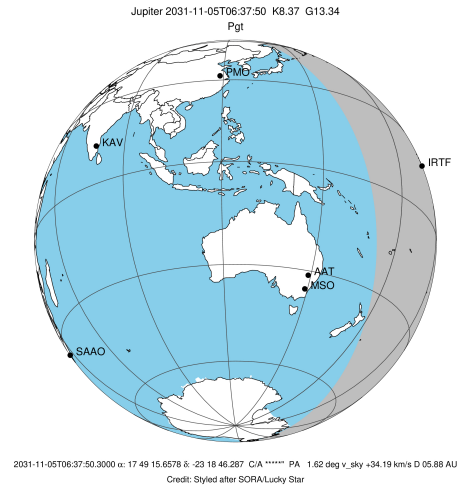 Jupiter 2031-11-05T06:37:50 K8.37 G13.34
Pgt
PMO
KAV
IRTF
AAT
MSO
SAAO
2031-11-05T06:37:50.3000 α: 17 49 15.6578 δ: -23 18 46.287 C/A *****" PA 1.62 deg v_sky +34.19 km/s D 05.88 AU
Credit: Styled after SORA/Lucky Star